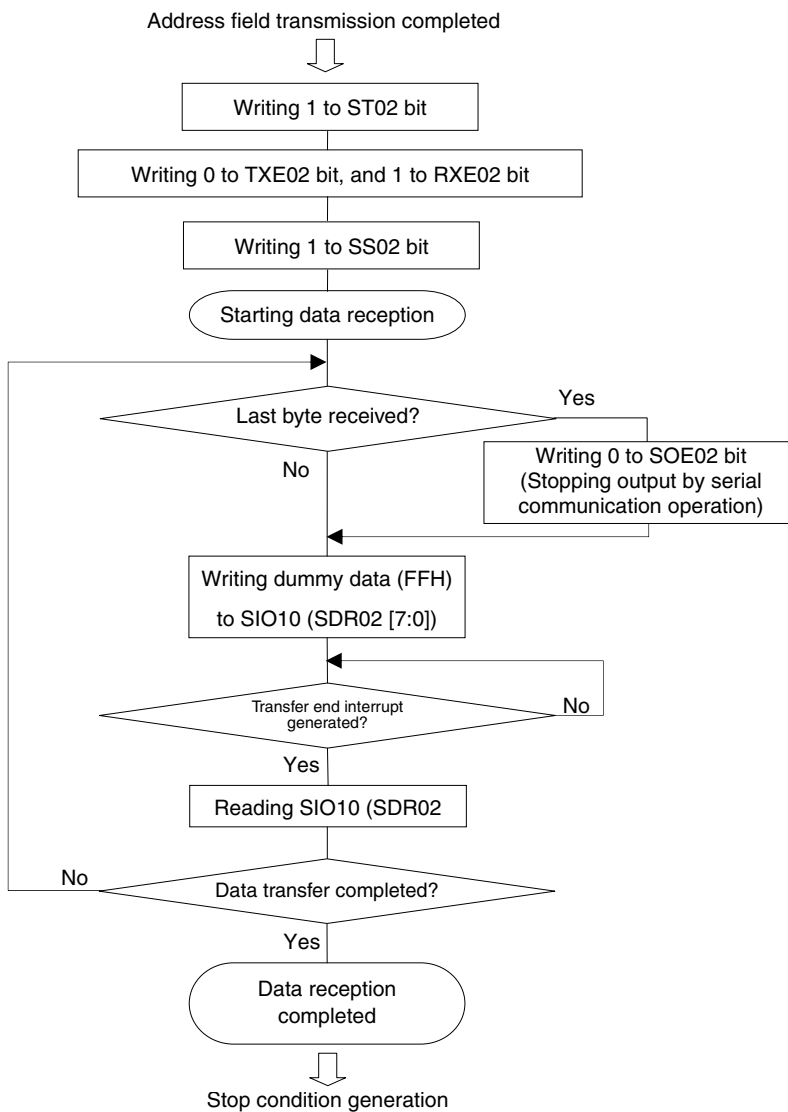 Address field transmission completed
Writing 1 to ST02 bit
Writing 0 to TXE02 bit, and 1 to RXE02 bit
Writing 1 to SS02 bit
Starting data reception
Last byte received?
Yes
No
Writing 0 to SOE02 bit
(Stopping output by serial
communication operation)
Writing dummy data (FFH)
to SIO10 (SDR02 [7:0])
Transfer end interrupt
generated?
No
Yes
Reading SIO10 (SDR02
No
Data transfer completed?
Yes
Data reception
completed
Stop condition generation